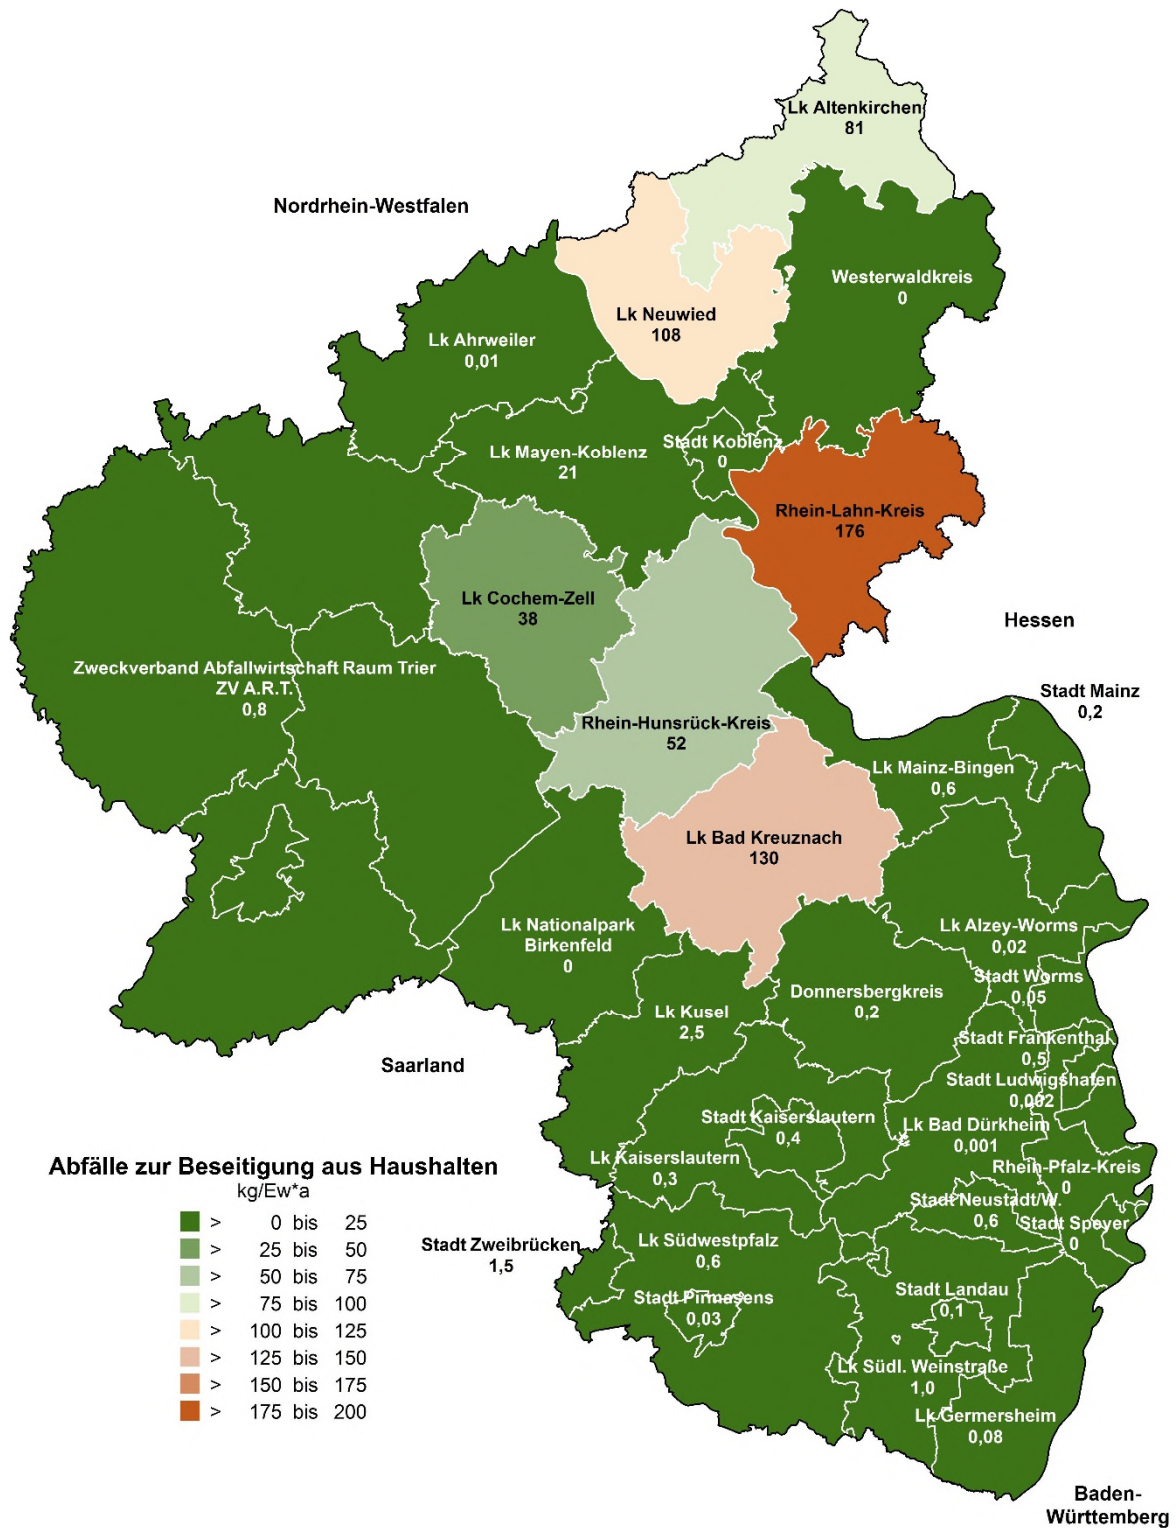 Lk Altenkirchen
81
Nordrhein-Westfalen
Westerwaldkreis
0
Lk Neuwied
108
Lk Ahrweiler
0,01
Stadt Koblenz
0
Lk Mayen-Koblenz
21
Rhein-Lahn-Kreis
176
Lk Cochem-Zell
38
Hessen
Zweckverband Abfallwirtschaft Raum Trier
ZV A.R.T.
0,8
Stadt Mainz
0,2
Rhein-Hunsrück-Kreis
52
Lk Mainz-Bingen
0,6
Lk Bad Kreuznach
130
Lk Nationalpark
Birkenfeld
0
Lk Alzey-Worms
0,02
Stadt Worms
0,05
Donnersbergkreis
0,2
Lk Kusel
2,5
Stadt Frankenthal
0,5
Saarland
Stadt Ludwigshafen
0,002
Stadt Kaiserslautern
0,4
Lk Bad Dürkheim
0,001
Lk Kaiserslautern
0,3
Rhein-Pfalz-Kreis
0
Stadt Neustadt/W.
0,6
Stadt Speyer
0
Stadt Zweibrücken
1,5
Lk Südwestpfalz
0,6
Stadt Pirmasens
0,03
Stadt Landau
0,1
Lk Südl. Weinstraße
1,0
Lk Germersheim
0,08
Baden-
Württemberg
Abfälle zur Beseitigung aus Haushalten
kg/Ew*a
> 0 bis 25
> 25 bis 50
> 50 bis 75
> 75 bis 100
> 100 bis 125
> 125 bis 150
> 150 bis 175
> 175 bis 200